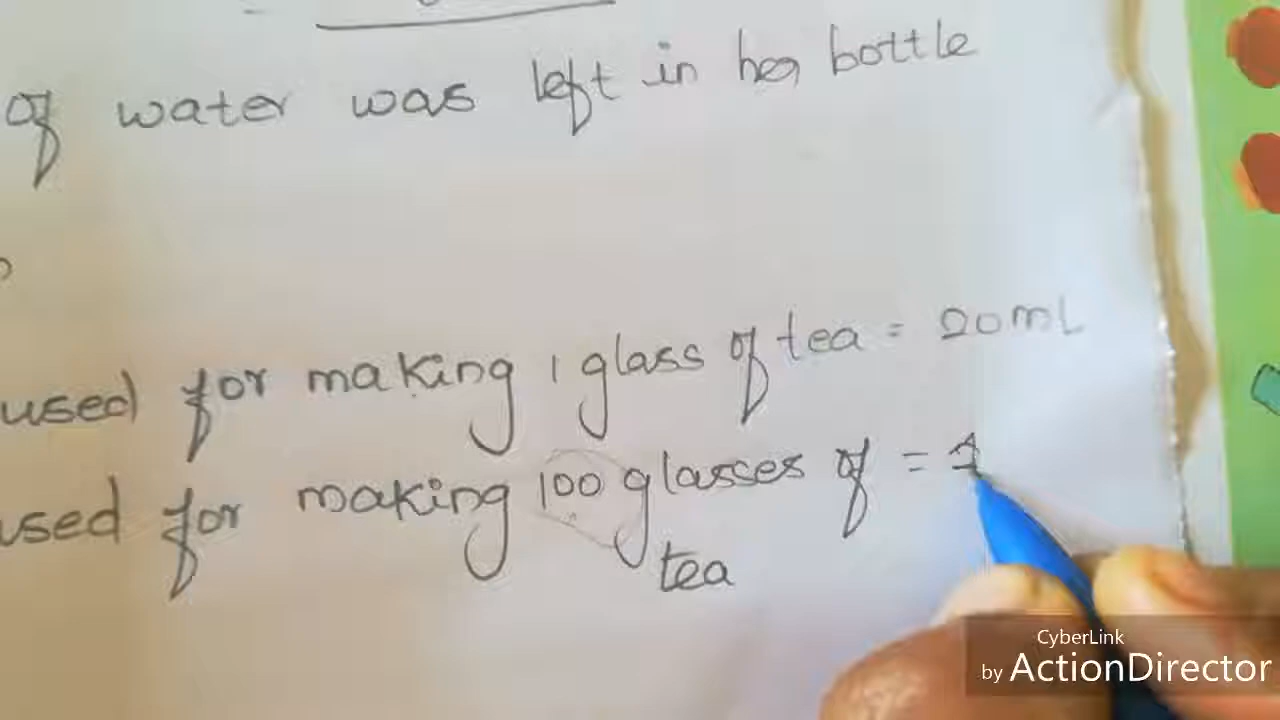 of water was left in her bottle
used for making 1 glass of tea = 20mL
used for making 100 glasses of =
tea
CyberLink
by ActionDirector